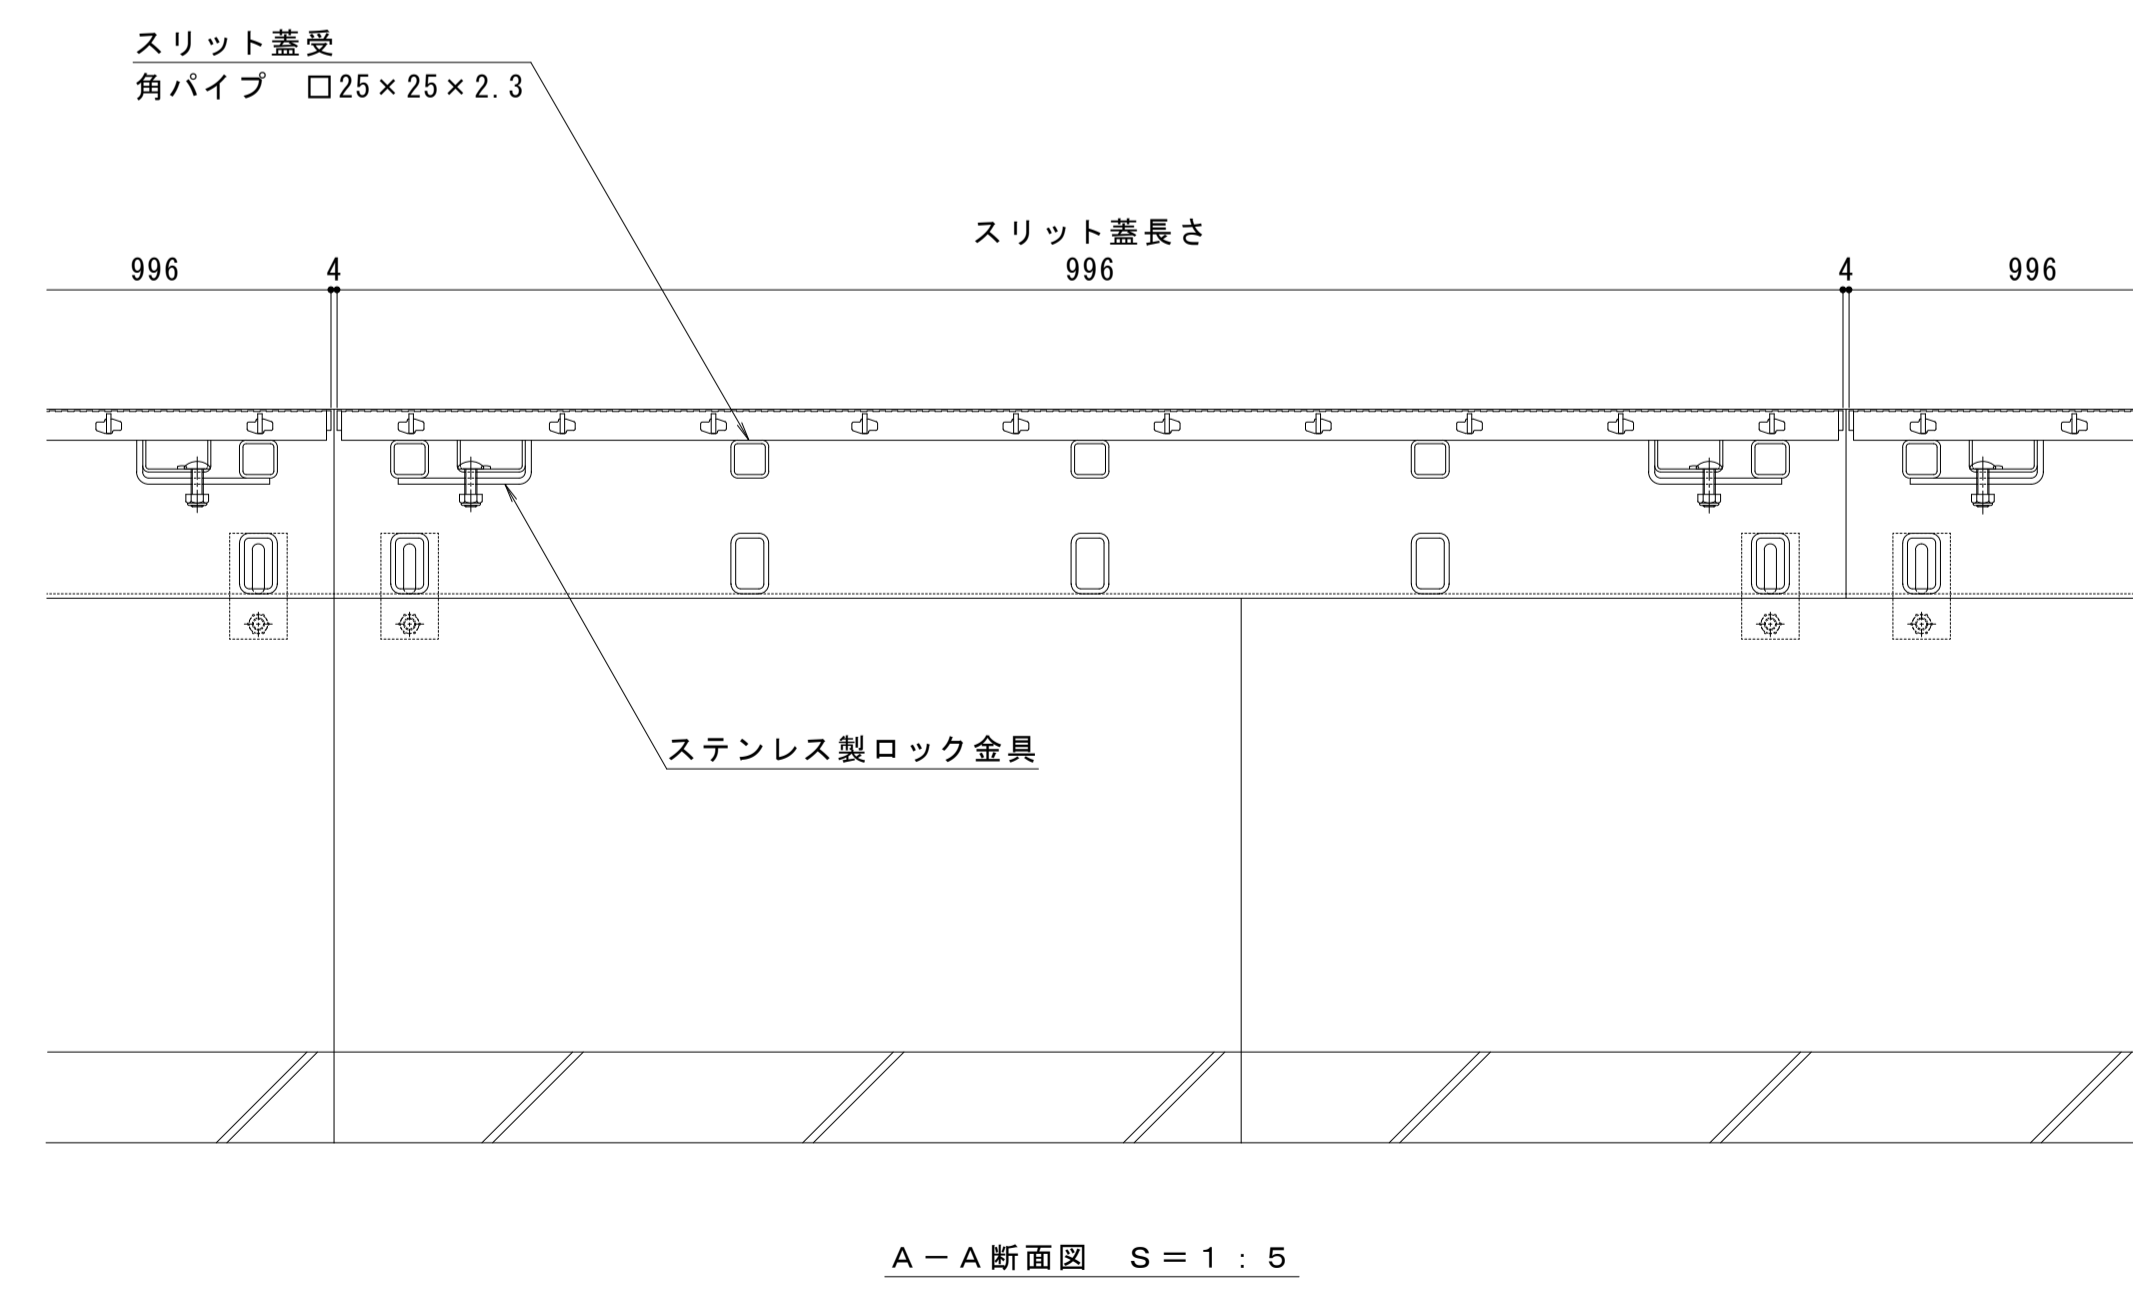 スリット蓋受
角パイプ □25×25×2.3
スリット蓋長さ
996 4 996 4 996
ステンレス製ロック金具
A－A断面図 S＝1：5